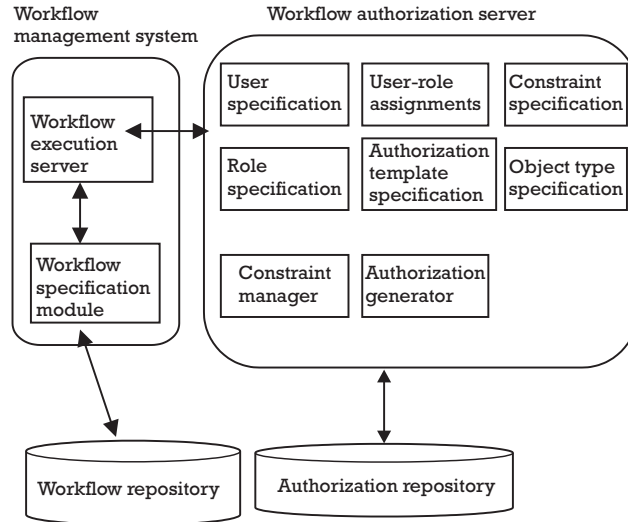 Workflow
management system
Workflow authorization server
Workflow
execution
server
Workflow
specification
module
User
specification
User-role
assignments
Constraint
specification
Role
specification
Authorization
template
specification
Object type
specification
Constraint
manager
Authorization
generator
Workflow repository
Authorization repository